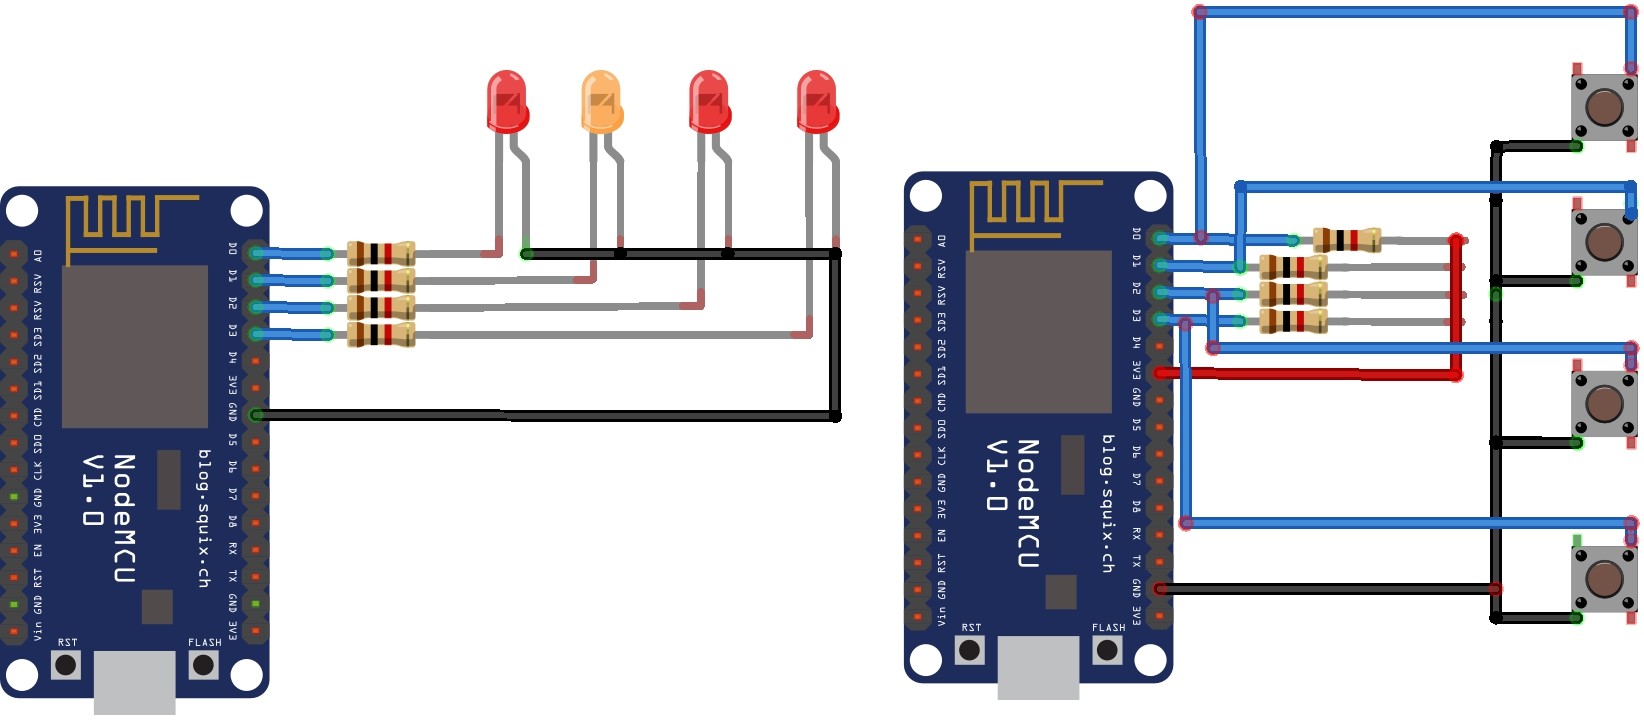 A0
RSV
RSV
SD3
SD2
SD1
CMD
SD0
CLK
GND
3V3
EN
RST
GND
Vin
D0
D1
D2
D3
D4
3V3
GND
D5
D6
D7
D8
RX
TX
GND
3V3
blog.squix.ch
NodeMCU
V1.0
RST
FLASH
A0
RSV
RSV
SD3
SD2
SD1
CMD
SD0
CLK
GND
3V3
EN
RST
GND
Vin
D0
D1
D2
D3
D4
3V3
GND
D5
D6
D7
D8
RX
TX
GND
3V3
blog.squix.ch
NodeMCU
V1.0
RST
FLASH